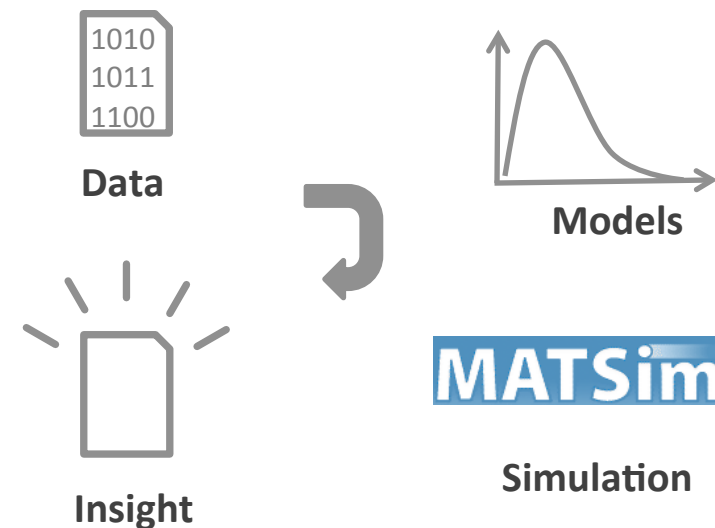 1010
1011
1100
Data
Models
MATSim
Simulation
Insight